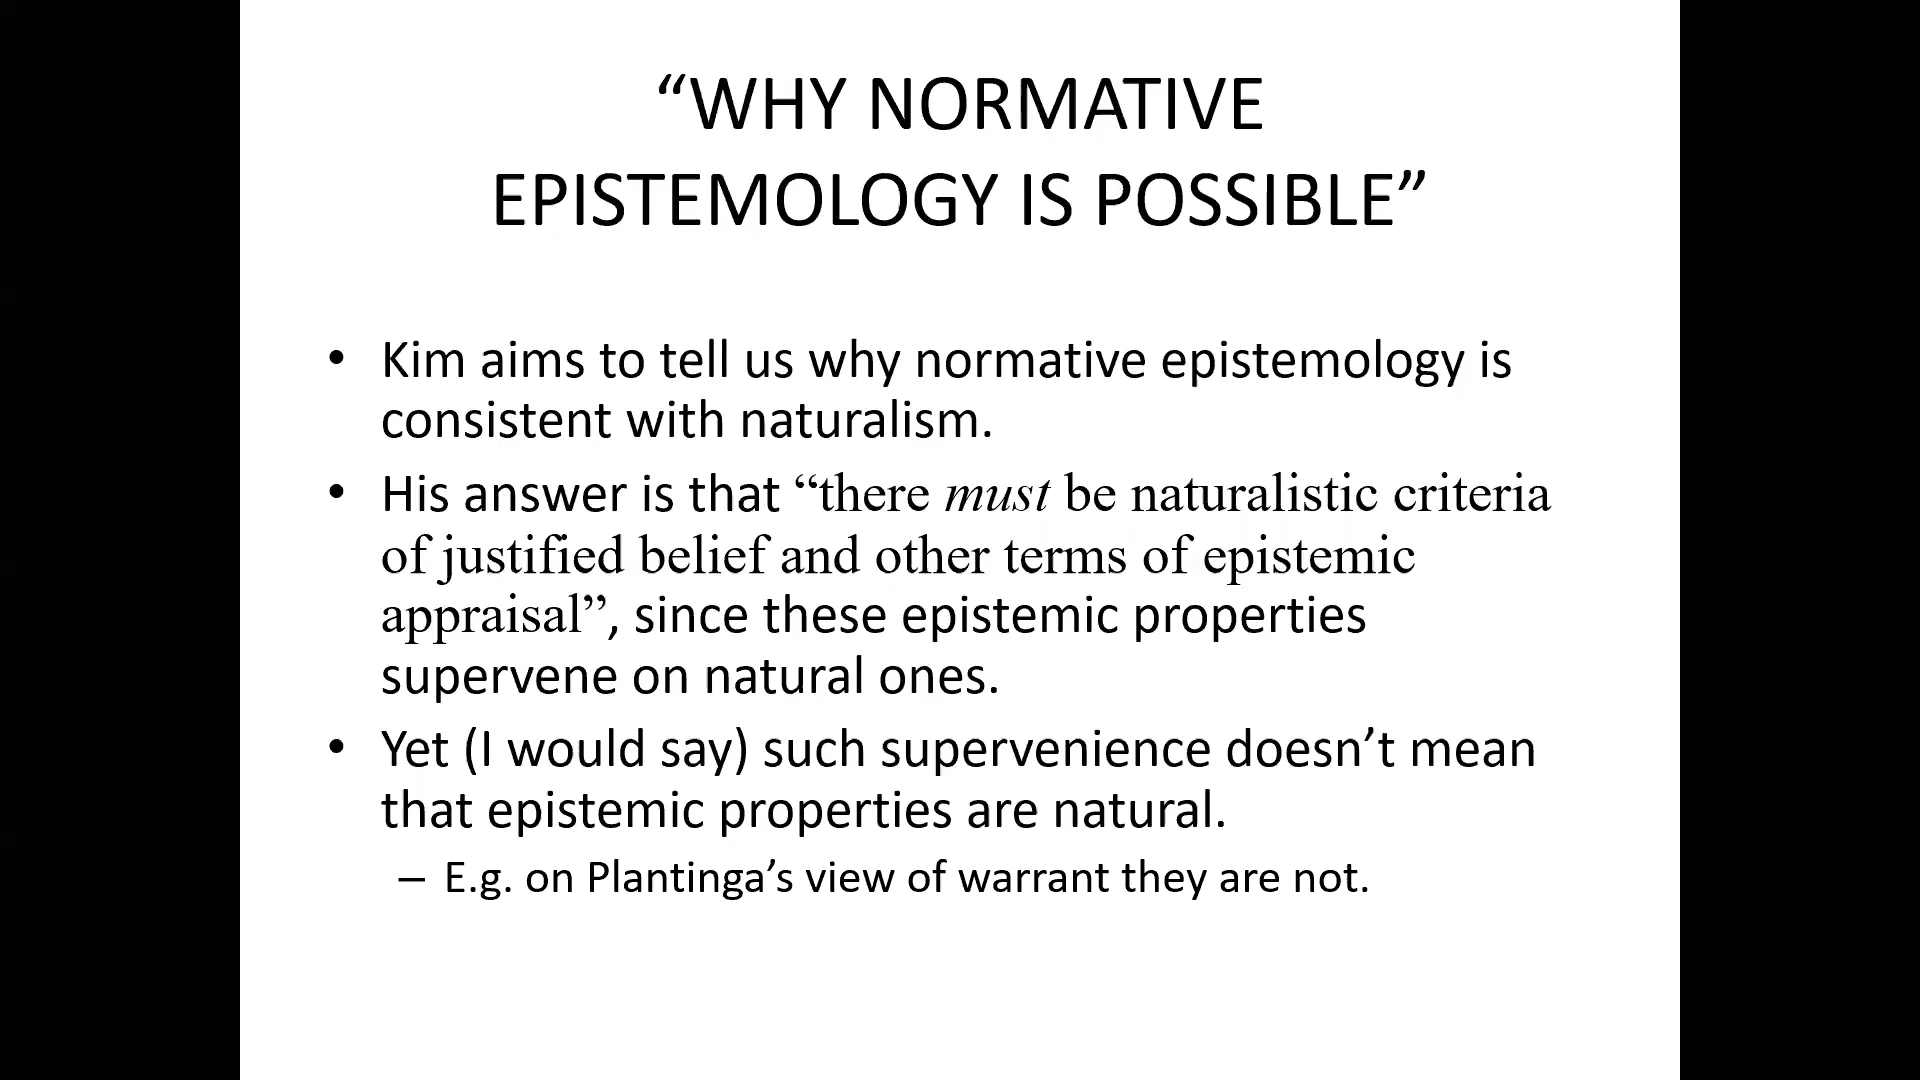 “WHY NORMATIVE
EPISTEMOLOGY IS POSSIBLE”
• Kim aims to tell us why normative epistemology is
consistent with naturalism.
• His answer is that “there must be naturalistic criteria
of justified belief and other terms of epistemic
appraisal”, since these epistemic properties
supervene on natural ones.
• Yet (I would say) such supervenience doesn’t mean
that epistemic properties are natural.
– E.g. on Plantinga’s view of warrant they are not.